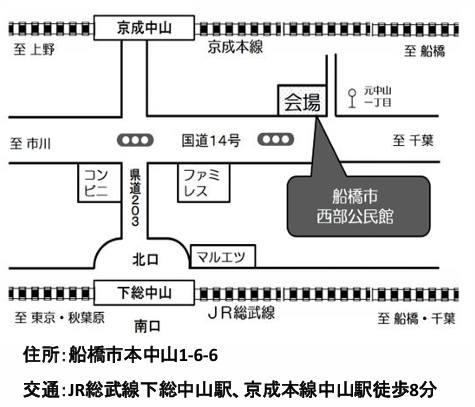 京成中山
至 上野
京成本線
至 船橋
会場
元中山
一丁目
至 市川
国道14号
至 千葉
コン
ビニ
県道203
ファミ
レス
船橋市
西部公民館
北口
マルエツ
下総中山
JR総武線
至 東京・秋葉原
南口
至 船橋・千葉
住所:船橋市本中山1-6-6
交通:JR総武線下総中山駅、京成本線中山駅徒歩8分